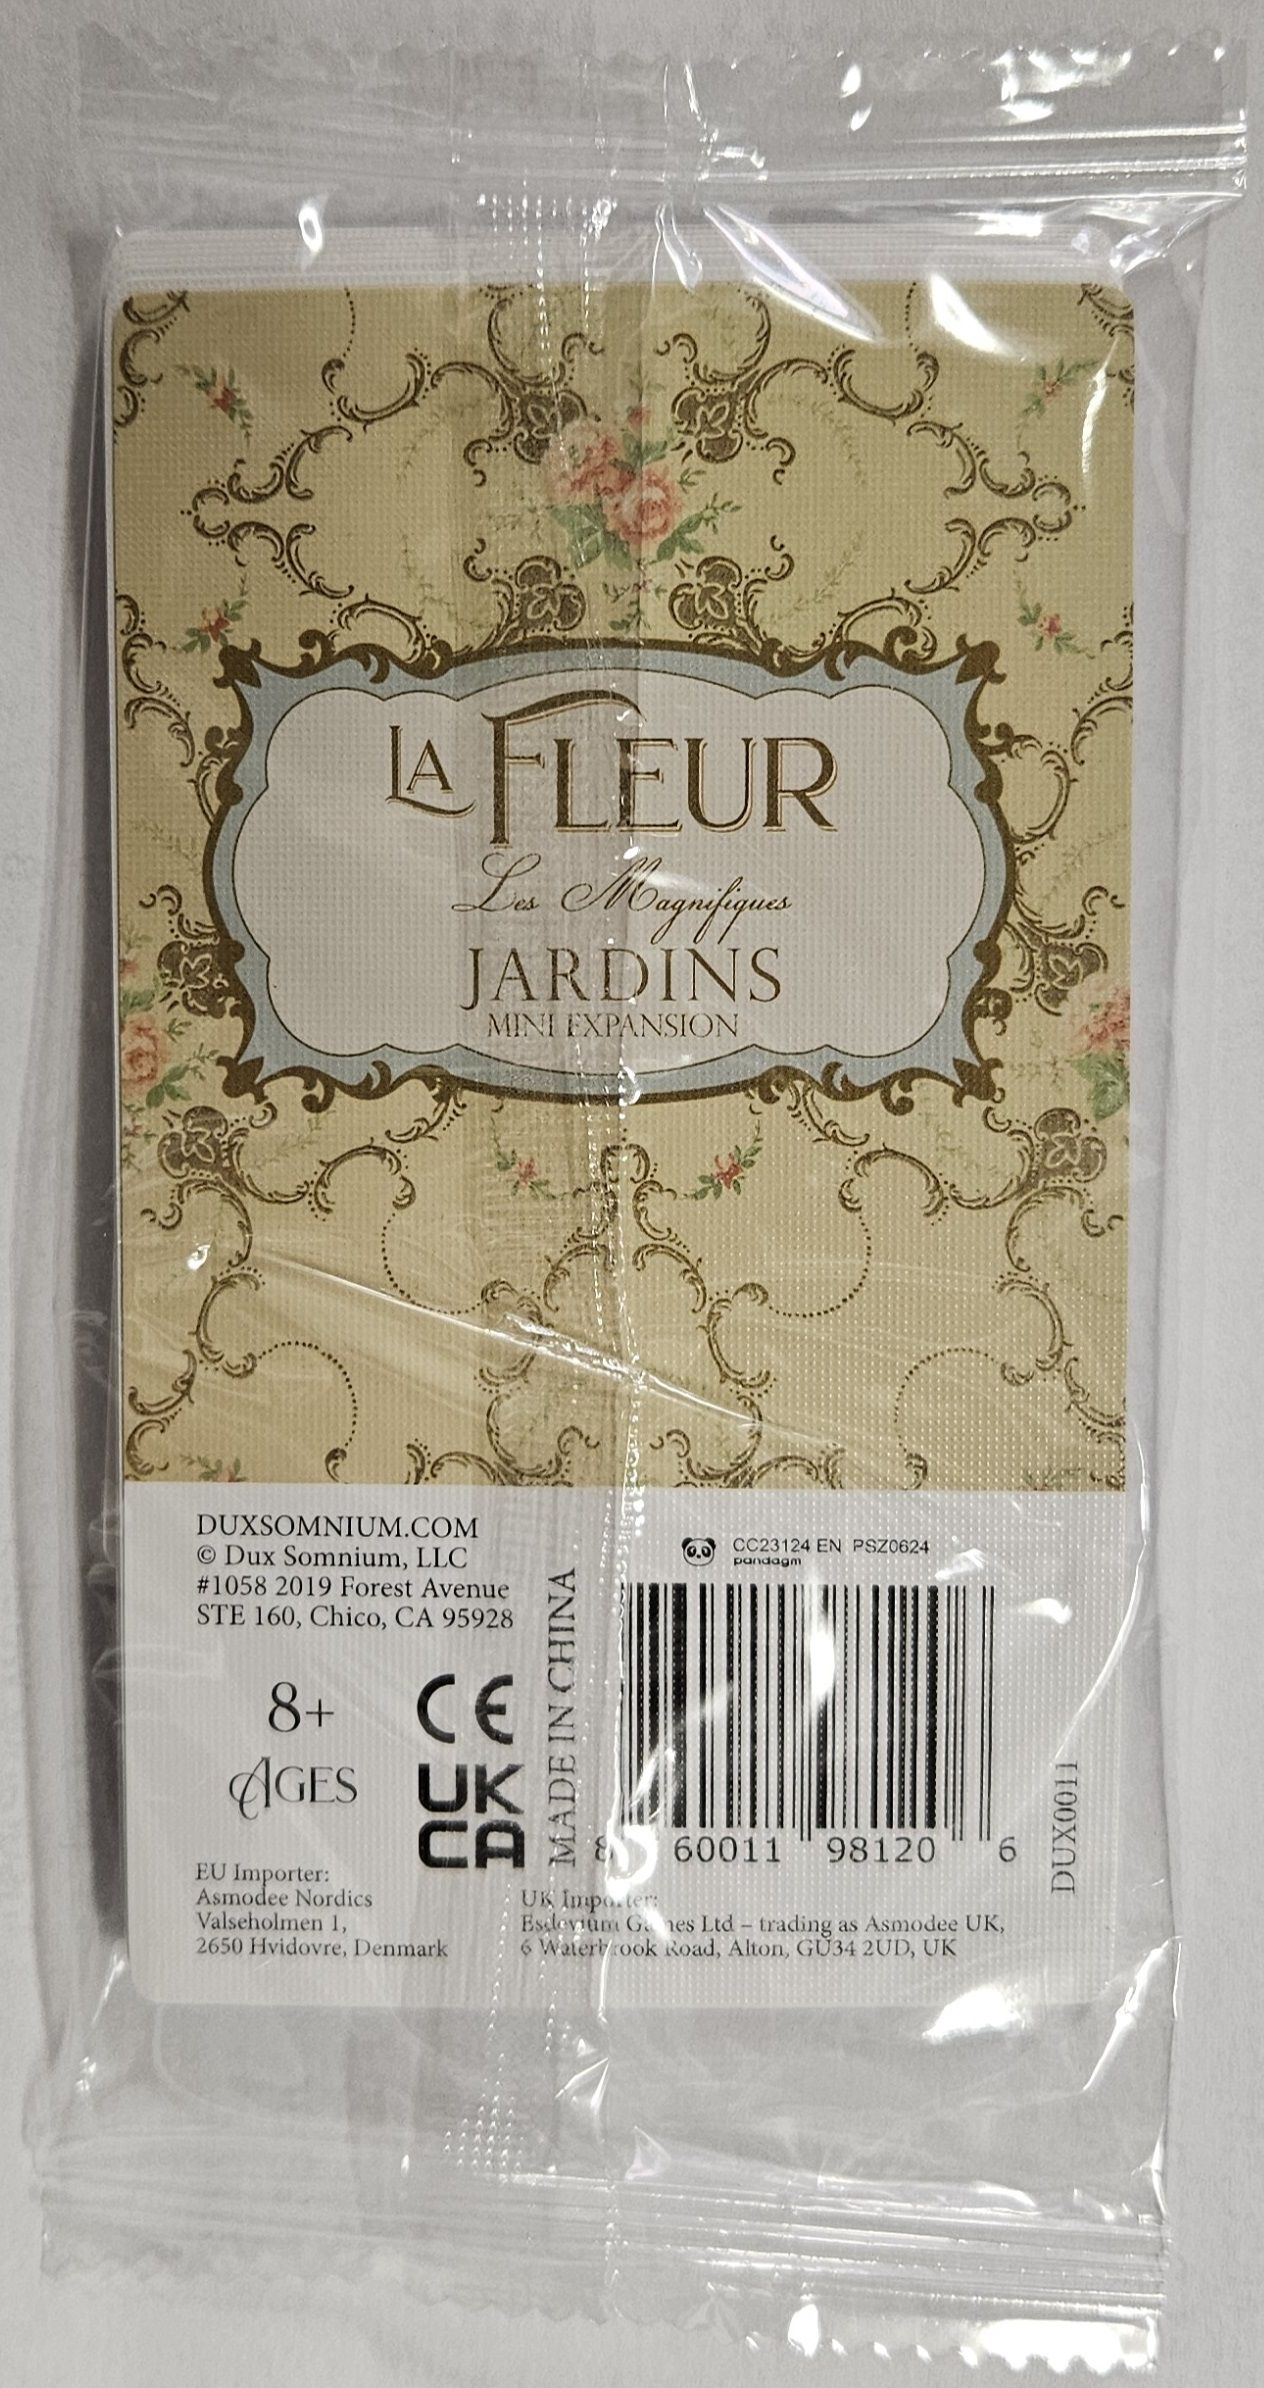 LA FLEUR
Les Magnifiques
JARDINS
MINI EXPANSION
DUXSOMNIUM.COM
© Dux Somnium, LLC
#1058 2019 Forest Avenue
STE 160, Chico, CA 95928
8+
AGES
CE
UK
CA
MADE IN CHINA
CC23124 EN PSZ0624
pandagm
8 60011 98120 6
DUX0011
EU Importer:
Asmodee Nordics
Valseholmen 1,
2650 Hvidovre, Denmark
UK Importer:
Esdevium Games Ltd – trading as Asmodee UK,
6 Waterbrook Road, Alton, GU34 2UD, UK